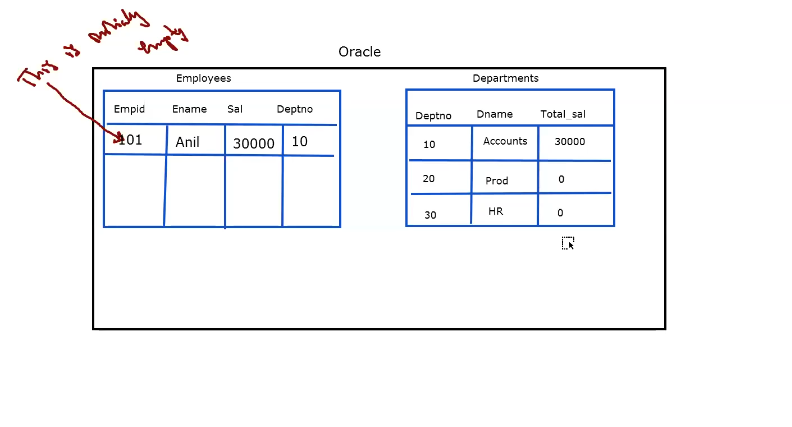 This is initialy
empty
Oracle
Employees
Departments
Empid Ename Sal Deptno
Deptno Dname Total_sal
101 Anil 30000 10
10 Accounts 30000
20 Prod 0
30 HR 0